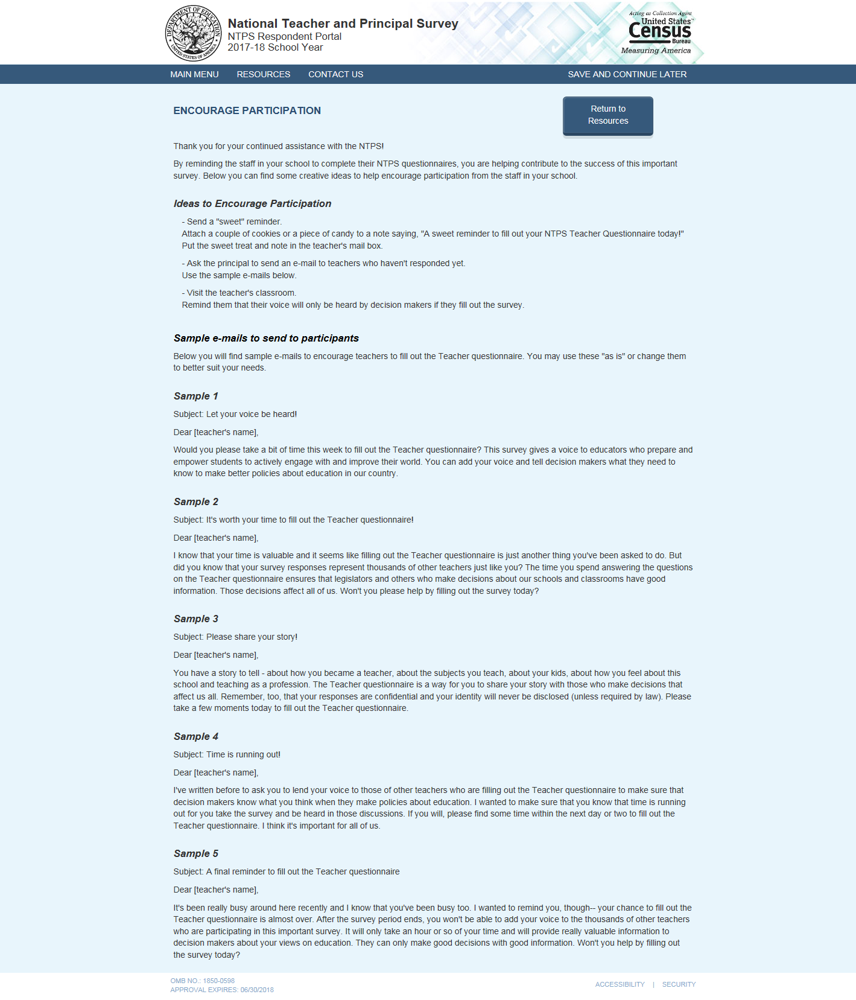 DEPARTMENT OF EDUCATION
UNITED STATES OF AMERICA
National Teacher and Principal Survey
NTPS Respondent Portal
2017-18 School Year
Acting as Collection Agent
United States™
Census
Bureau
Measuring America
MAIN MENU RESOURCES CONTACT US SAVE AND CONTINUE LATER
ENCOURAGE PARTICIPATION
Return to
Resources
Thank you for your continued assistance with the NTPS!
By reminding the staff in your school to complete their NTPS questionnaires, you are helping contribute to the success of this important
survey. Below you can find some creative ideas to help encourage participation from the staff in your school.
Ideas to Encourage Participation
- Send a "sweet" reminder.
Attach a couple of cookies or a piece of candy to a note saying, "A sweet reminder to fill out your NTPS Teacher Questionnaire today!"
Put the sweet treat and note in the teacher's mail box.
- Ask the principal to send an e-mail to teachers who haven't responded yet.
Use the sample e-mails below.
- Visit the teacher's classroom.
Remind them that their voice will only be heard by decision makers if they fill out the survey.
Sample e-mails to send to participants
Below you will find sample e-mails to encourage teachers to fill out the Teacher questionnaire. You may use these "as is" or change them
to better suit your needs.
Sample 1
Subject: Let your voice be heard!
Dear [teacher's name],
Would you please take a bit of time this week to fill out the Teacher questionnaire? This survey gives a voice to educators who prepare and
empower students to actively engage with and improve their world. You can add your voice and tell decision makers what they need to
know to make better policies about education in our country.
Sample 2
Subject: It's worth your time to fill out the Teacher questionnaire!
Dear [teacher's name],
I know that your time is valuable and it seems like filling out the Teacher questionnaire is just another thing you've been asked to do. But
did you know that your survey responses represent thousands of other teachers just like you? The time you spend answering the questions
on the Teacher questionnaire ensures that legislators and others who make decisions about our schools and classrooms have good
information. Those decisions affect all of us. Won't you please help by filling out the survey today?
Sample 3
Subject: Please share your story!
Dear [teacher's name],
You have a story to tell - about how you became a teacher, about the subjects you teach, about your kids, about how you feel about this
school and teaching as a profession. The Teacher questionnaire is a way for you to share your story with those who make decisions that
affect us all. Remember, too, that your responses are confidential and your identity will never be disclosed (unless required by law). Please
take a few moments today to fill out the Teacher questionnaire.
Sample 4
Subject: Time is running out!
Dear [teacher's name],
I've written before to ask you to lend your voice to those of other teachers who are filling out the Teacher questionnaire to make sure that
decision makers know what you think when they make policies about education. I wanted to make sure that you know that time is running
out for you take the survey and be heard in those discussions. If you will, please find some time within the next day or two to fill out the
Teacher questionnaire. I think it's important for all of us.
Sample 5
Subject: A final reminder to fill out the Teacher questionnaire
Dear [teacher's name],
It's been really busy around here recently and I know that you've been busy too. I wanted to remind you, though-- your chance to fill out the
Teacher questionnaire is almost over. After the survey period ends, you won't be able to add your voice to the thousands of other teachers
who are participating in this important survey. It will only take an hour or so of your time and will provide really valuable information to
decision makers about your views on education. They can only make good decisions with good information. Won't you help by filling out
the survey today?
OMB NO.: 1850-0598
APPROVAL EXPIRES: 06/30/2018
ACCESSIBILITY | SECURITY